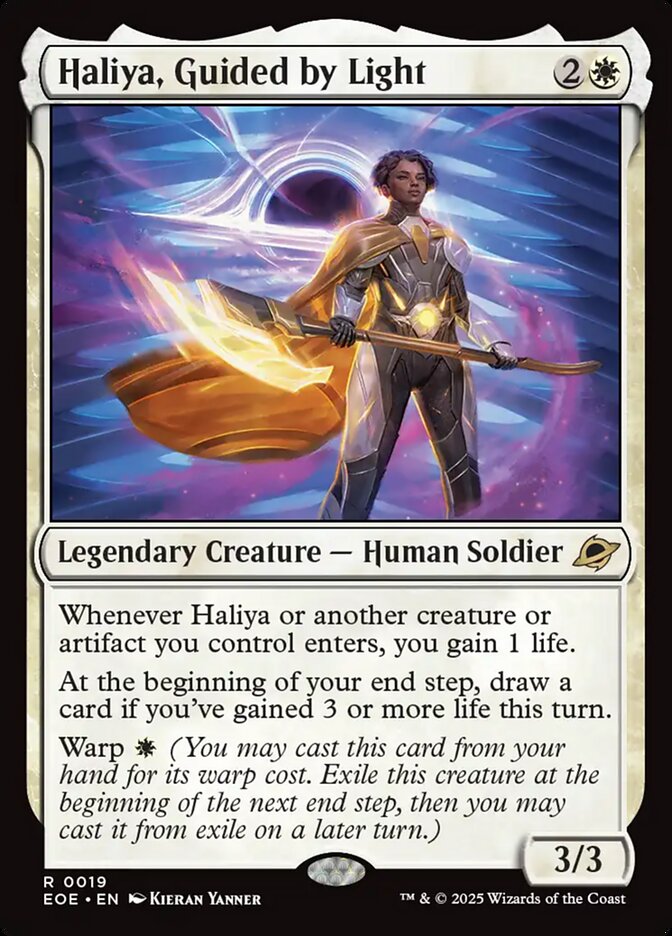 Haliya, Guided by Light 2
Legendary Creature — Human Soldier
Whenever Haliya or another creature or
artifact you control enters, you gain 1 life.
At the beginning of your end step, draw a
card if you've gained 3 or more life this turn.
Warp (You may cast this card from your
hand for its warp cost. Exile this creature at the
beginning of the next end step, then you may
cast it from exile on a later turn.)
3/3
R 0019
EOE • EN KIERAN YANNER ™ & © 2025 Wizards of the Coast